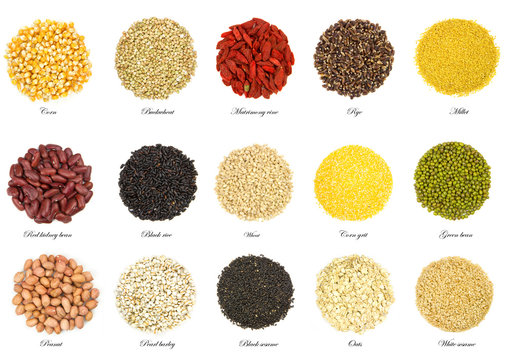 Corn
Buckwheat
Matrimony vine
Rye
Millet
Red kidney bean
Black rice
Wheat
Corn grit
Green bean
Peanut
Pearl barley
Black sesame
Oats
White sesame